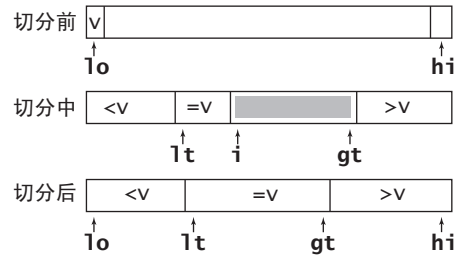 切分前 v
lo hi
切分中 <v =v >v
lt i gt
切分后 <v =v >v
lo lt gt hi